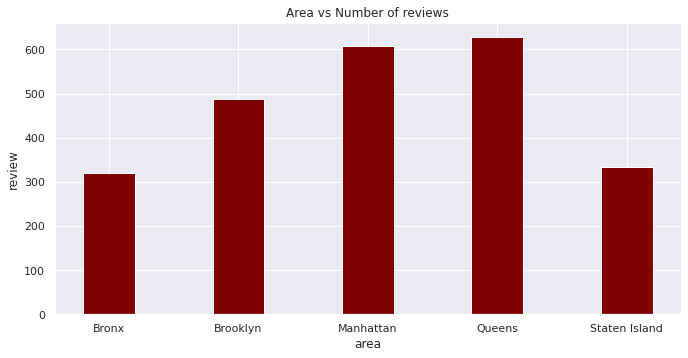 Area vs Number of reviews
600
500
400
300
200
100
0
review
Bronx Brooklyn Manhattan Queens Staten Island
area